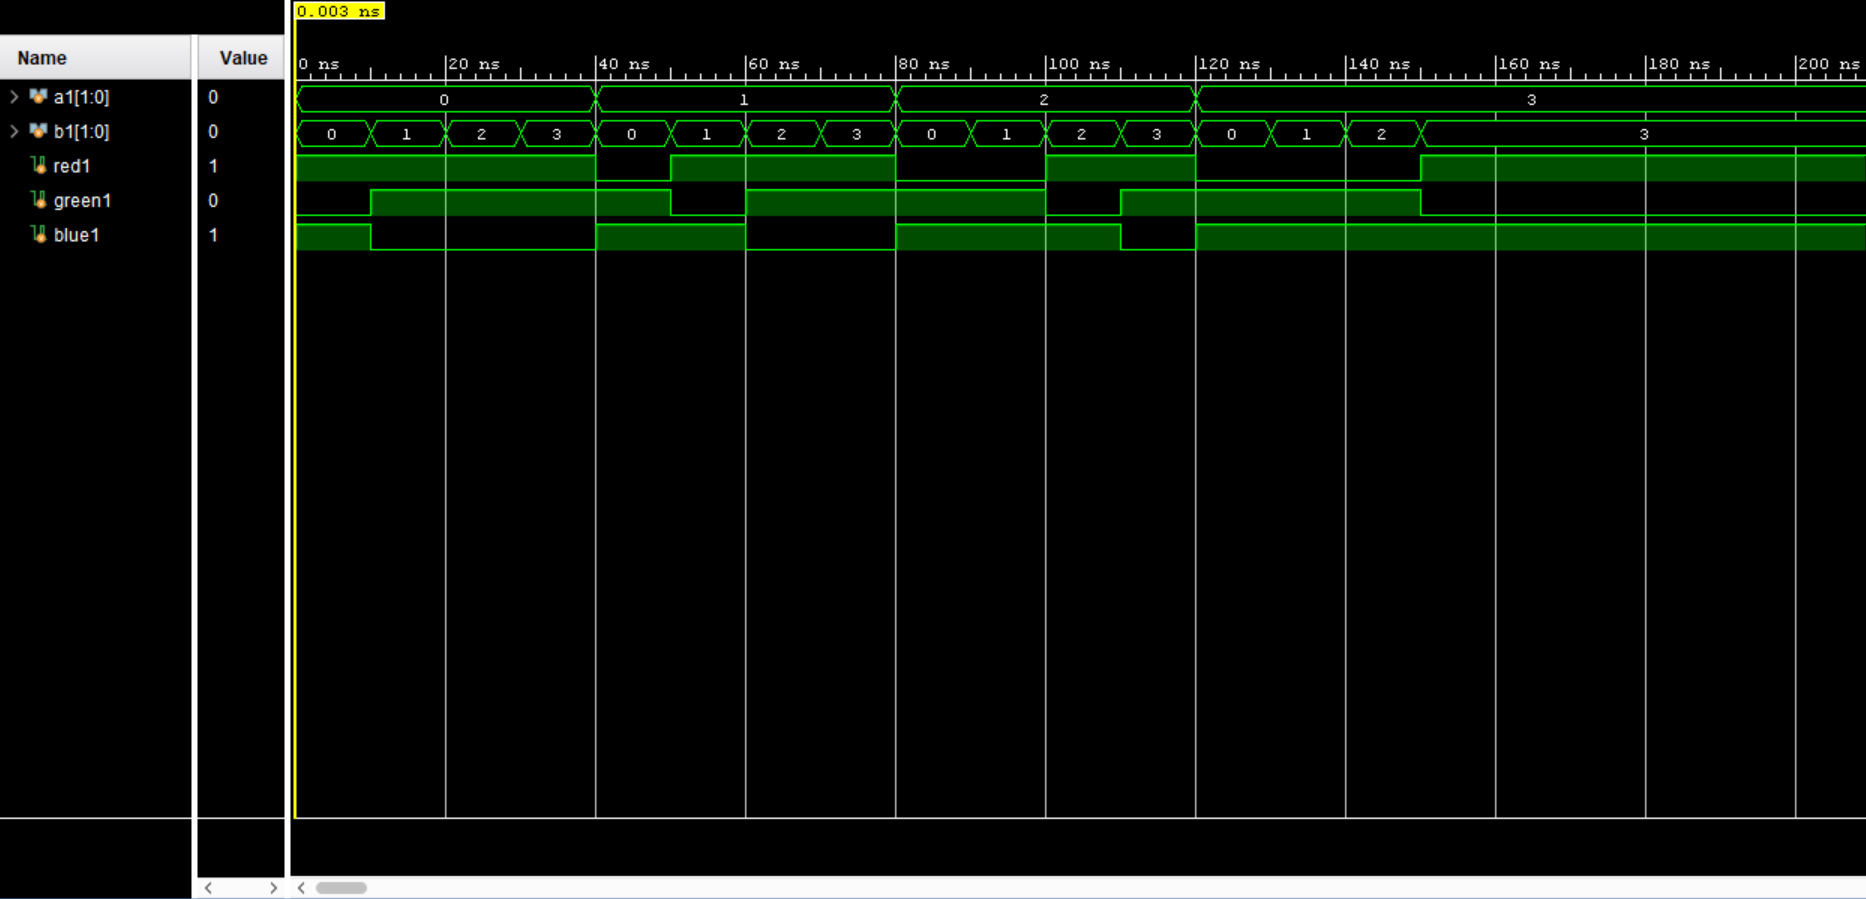 0.003 ns
Name Value
0 ns 20 ns 40 ns 60 ns 80 ns 100 ns 120 ns 140 ns 160 ns 180 ns 200 ns
a1[1:0] 0 0 1 2 3
b1[1:0] 0 0 1 2 3 0 1 2 3 0 1 2 3 0 1 2 3
red1 1
green1 0
blue1 1